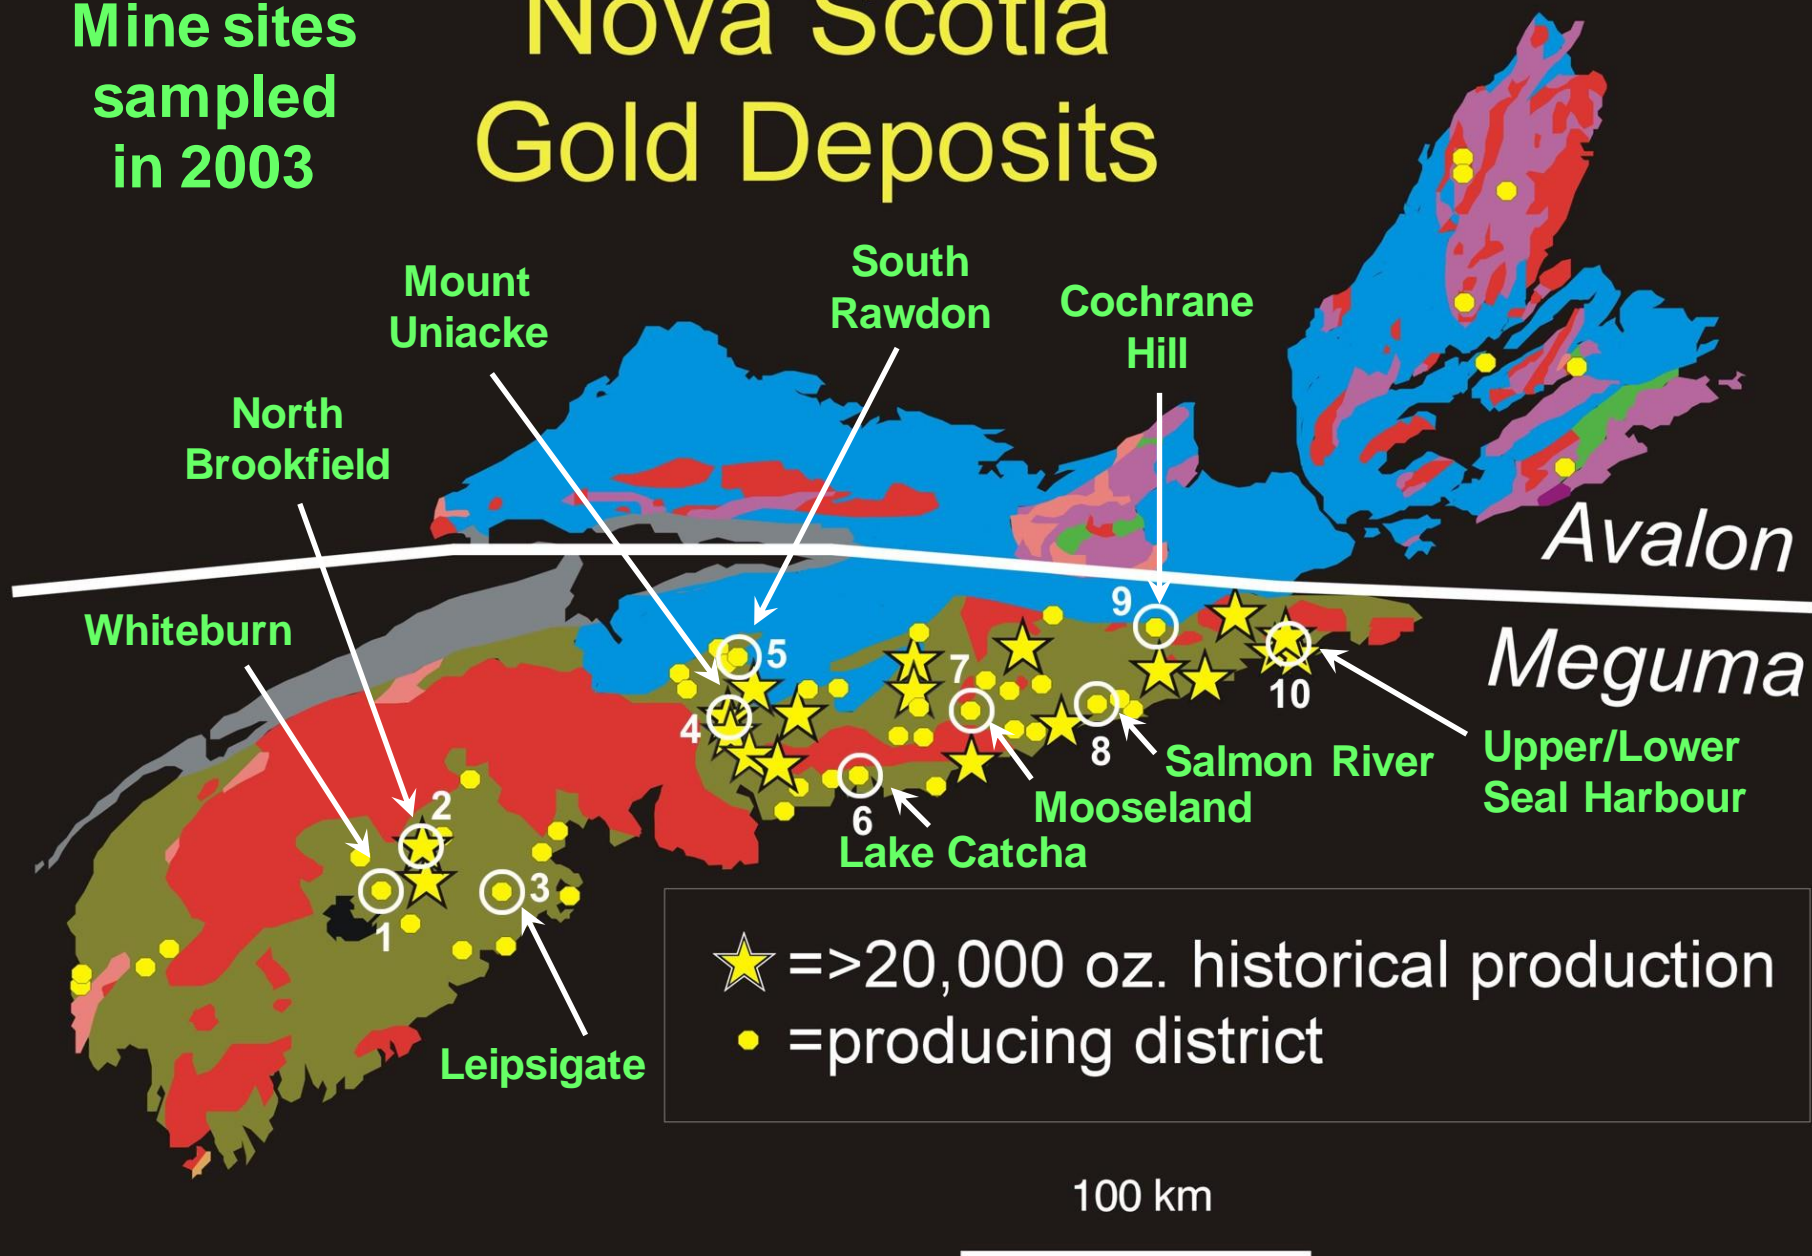 Mine sites
sampled
in 2003
Nova Scotia
Gold Deposits
Mount
Uniacke
South
Rawdon
Cochrane
Hill
North
Brookfield
Whiteburn
Avalon
Meguma
9
5
7
4
10
8
2
6
3
1
Salmon River
Upper/Lower
Seal Harbour
Mooseland
Lake Catcha
Leipsigate
=>20,000 oz. historical production
=producing district
100 km